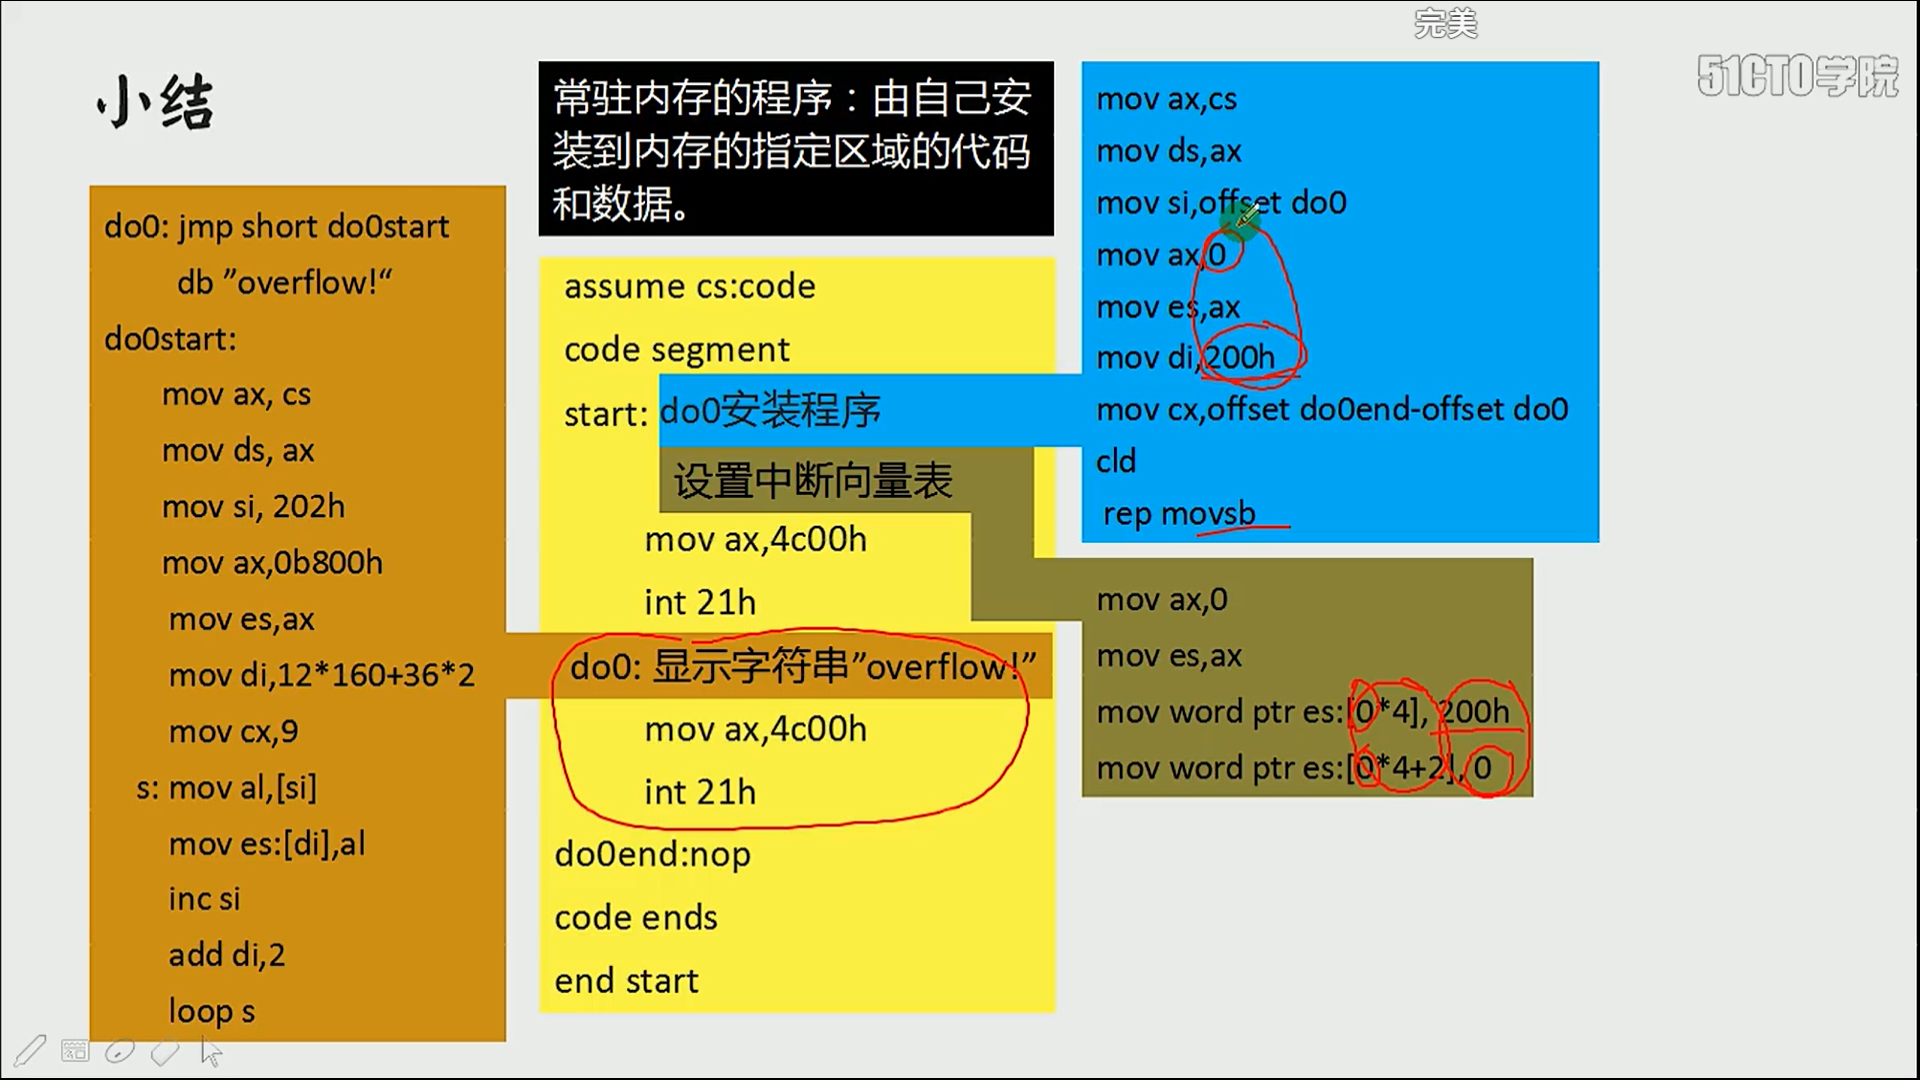 完美
51CTO学院
小结
do0: jmp short do0start
db ”overflow!“
do0start:
mov ax, cs
mov ds, ax
mov si, 202h
mov ax,0b800h
mov es,ax
mov di,12*160+36*2
mov cx,9
s: mov al,[si]
mov es:[di],al
inc si
add di,2
loop s
常驻内存的程序：由自己安
装到内存的指定区域的代码
和数据。
assume cs:code
code segment
start: do0安装程序
设置中断向量表
mov ax,4c00h
int 21h
do0: 显示字符串”overflow!”
mov ax,4c00h
int 21h
do0end:nop
code ends
end start
mov ax,cs
mov ds,ax
mov si,offset do0
mov ax,0
mov es,ax
mov di,200h
mov cx,offset do0end-offset do0
cld
rep movsb
mov ax,0
mov es,ax
mov word ptr es:[0*4], 200h
mov word ptr es:[0*4+2], 0